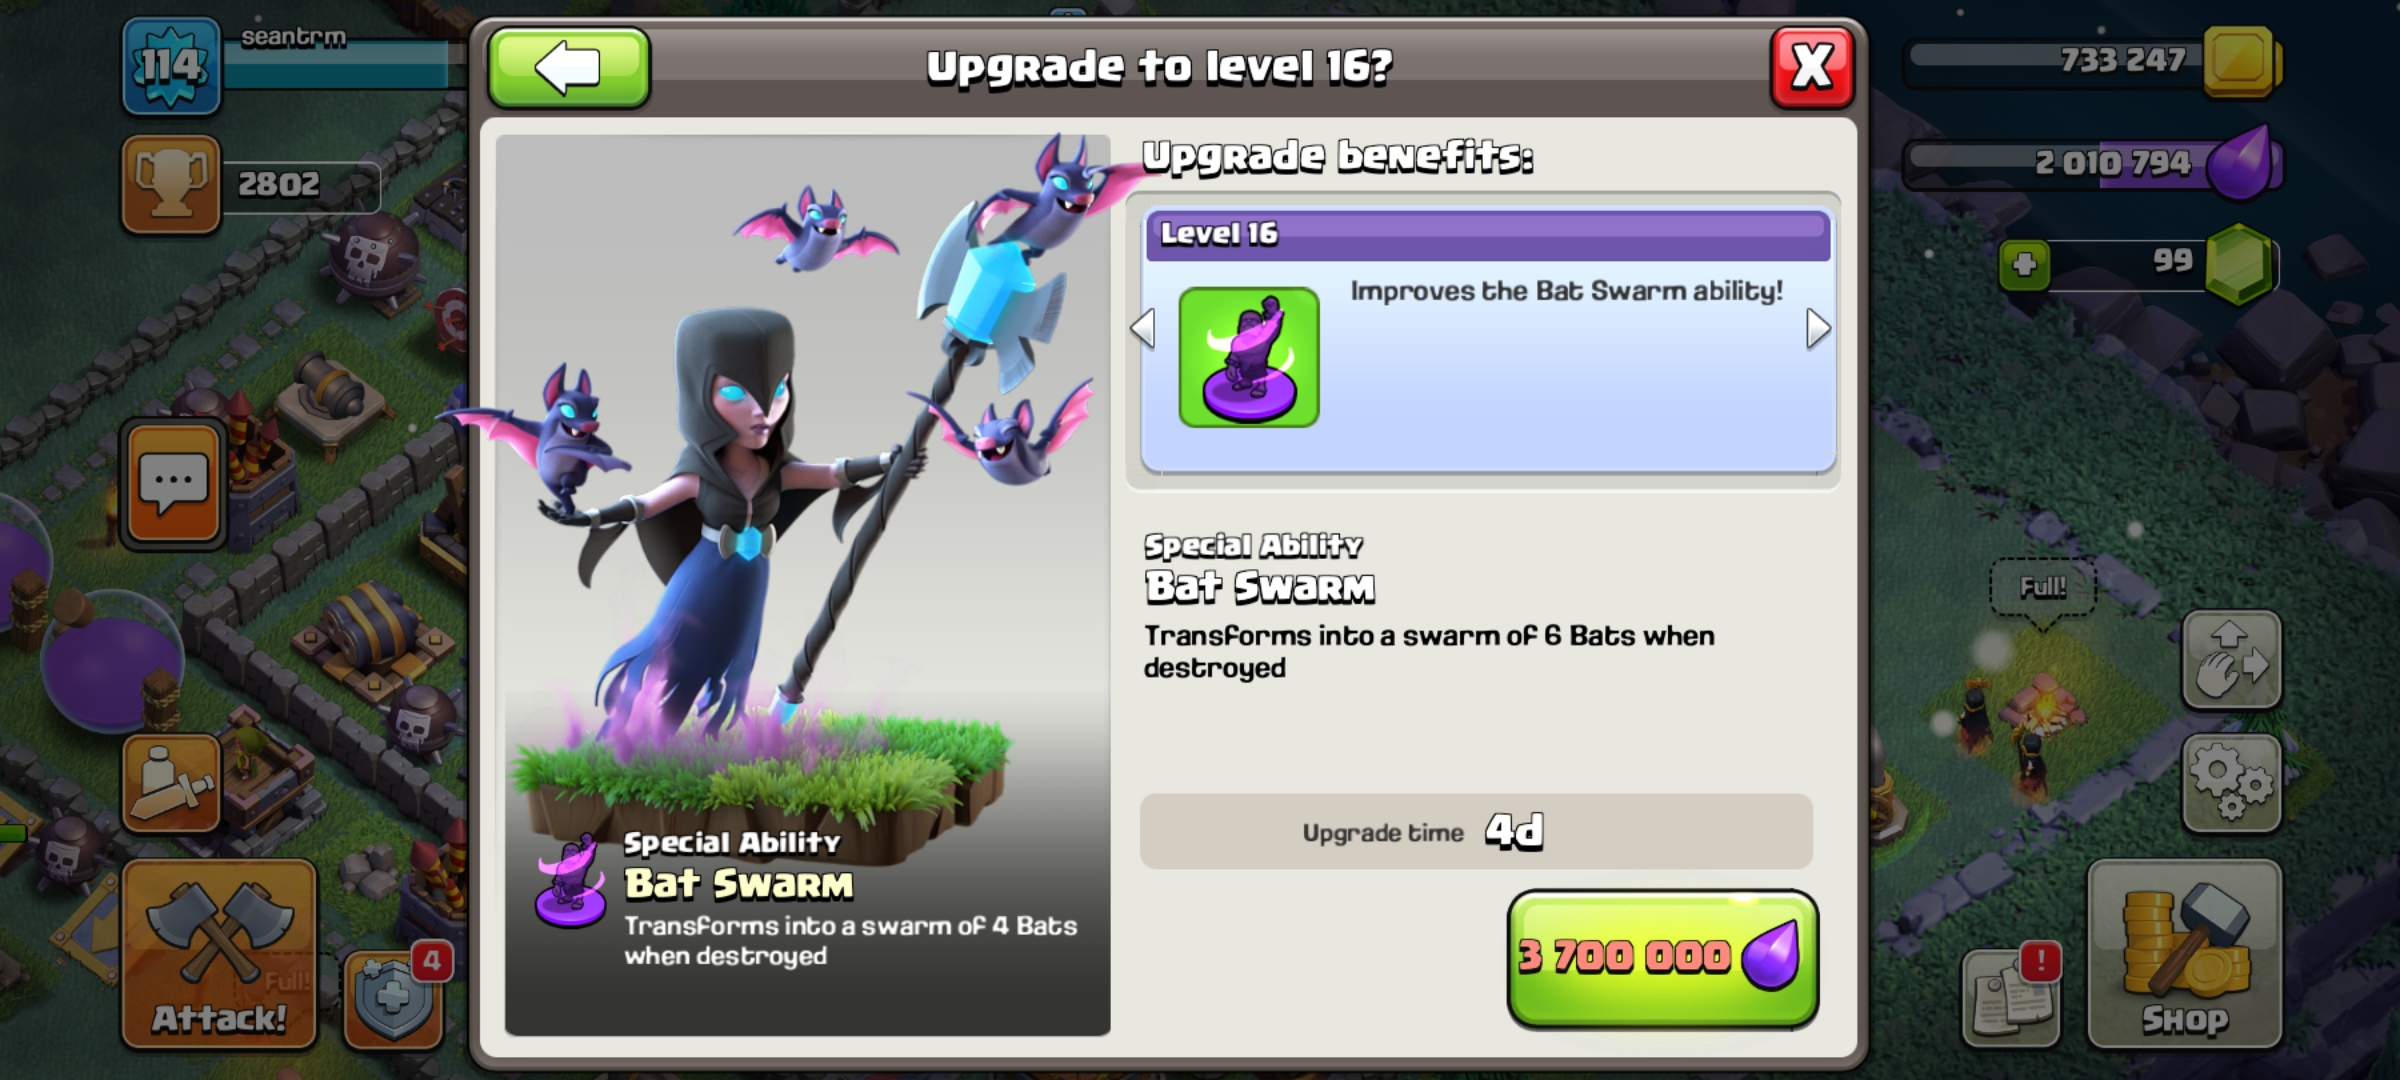 114
seantrm
2802
Upgrade to level 16?
X
733 247
2 010 794
99
Upgrade benefits:
Level 16
Improves the Bat Swarm ability!
Special Ability
Bat Swarm
Transforms into a swarm of 6 Bats when
destroyed
Special Ability
Bat Swarm
Transforms into a swarm of 4 Bats
when destroyed
Upgrade time 4d
3 700 000
Full!
Full!
Attack!
4
!
Shop